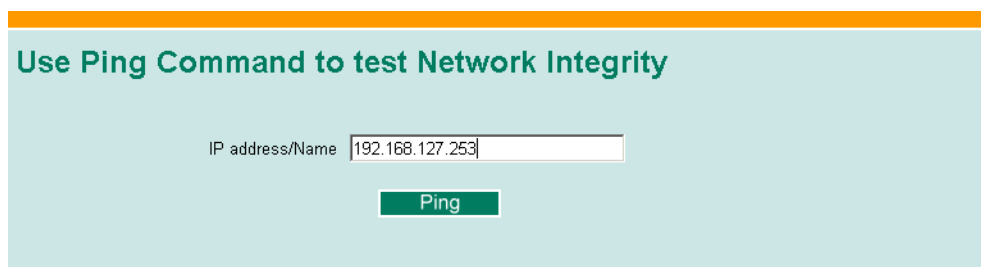 Use Ping Command to test Network Integrity
IP address/Name 192.168.127.253
Ping